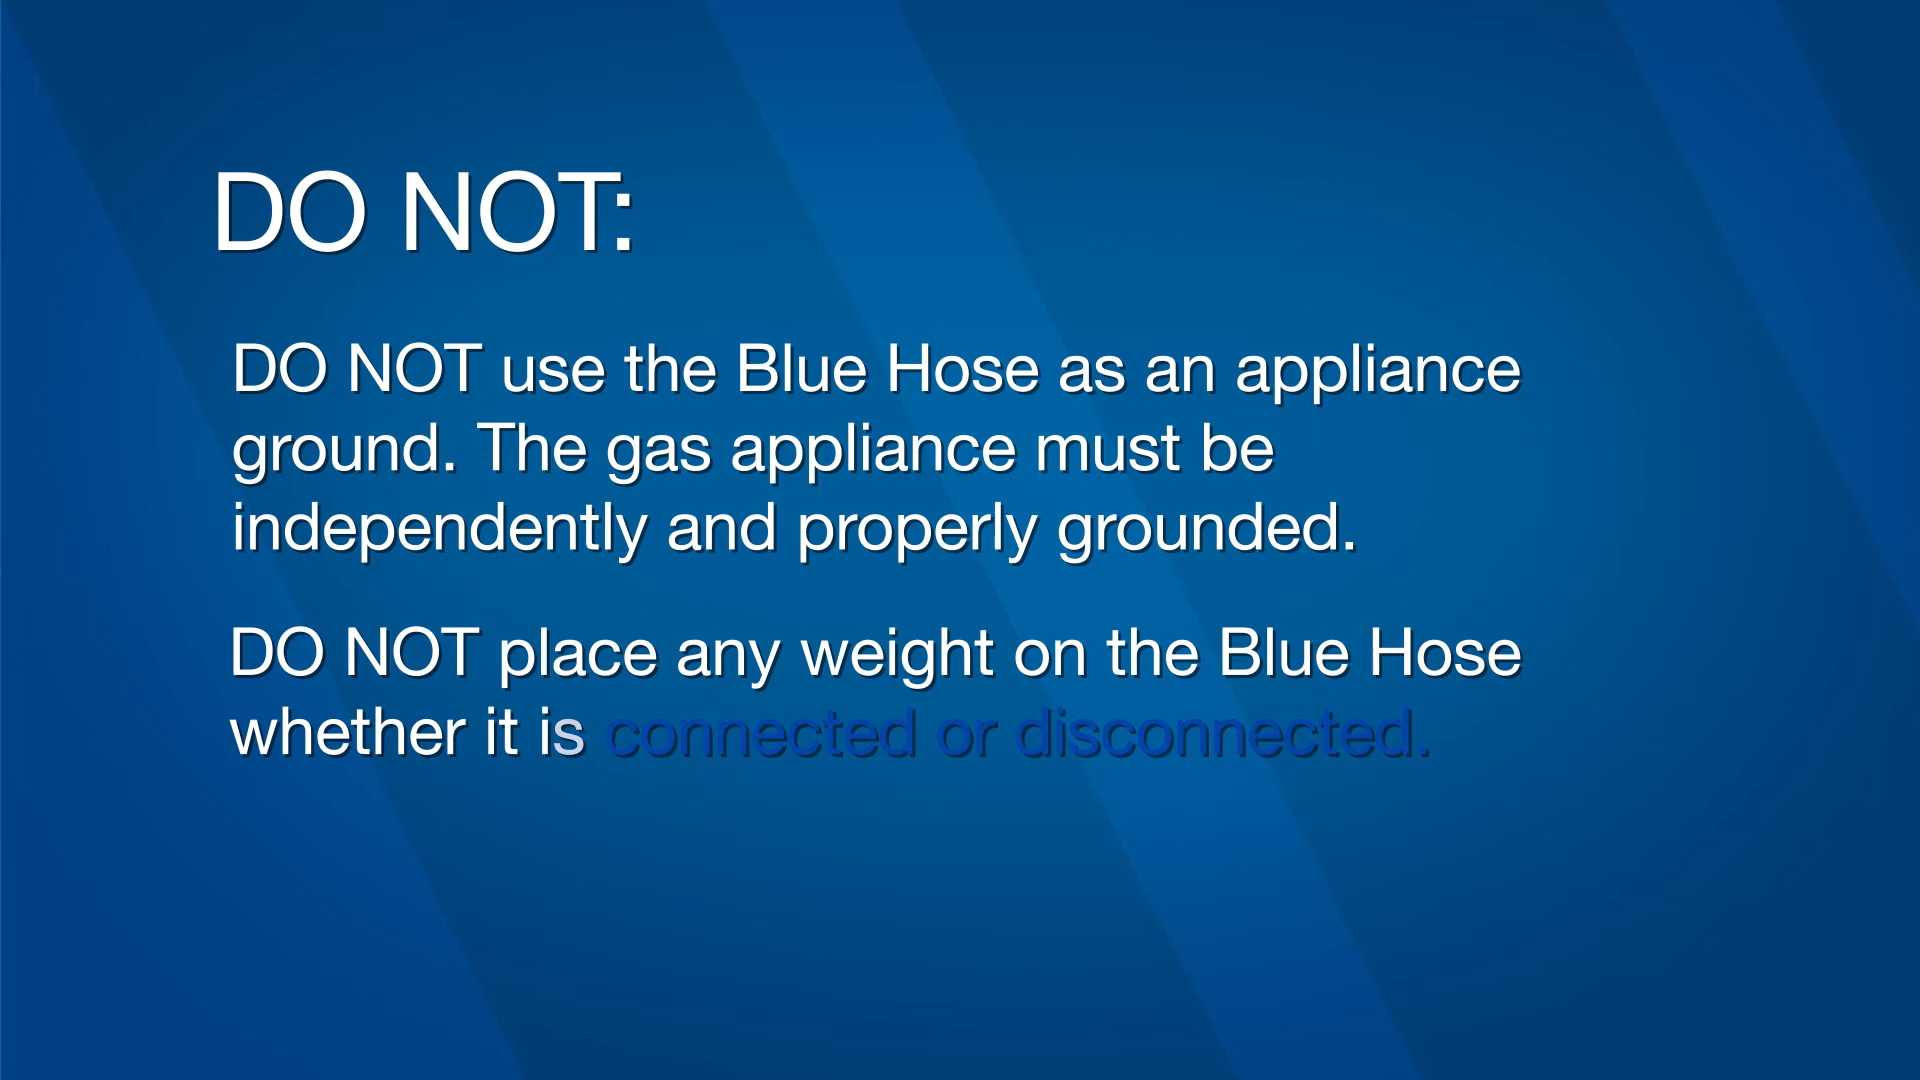 DO NOT:
DO NOT use the Blue Hose as an appliance
ground. The gas appliance must be
independently and properly grounded.
DO NOT place any weight on the Blue Hose
whether it is connected or disconnected.